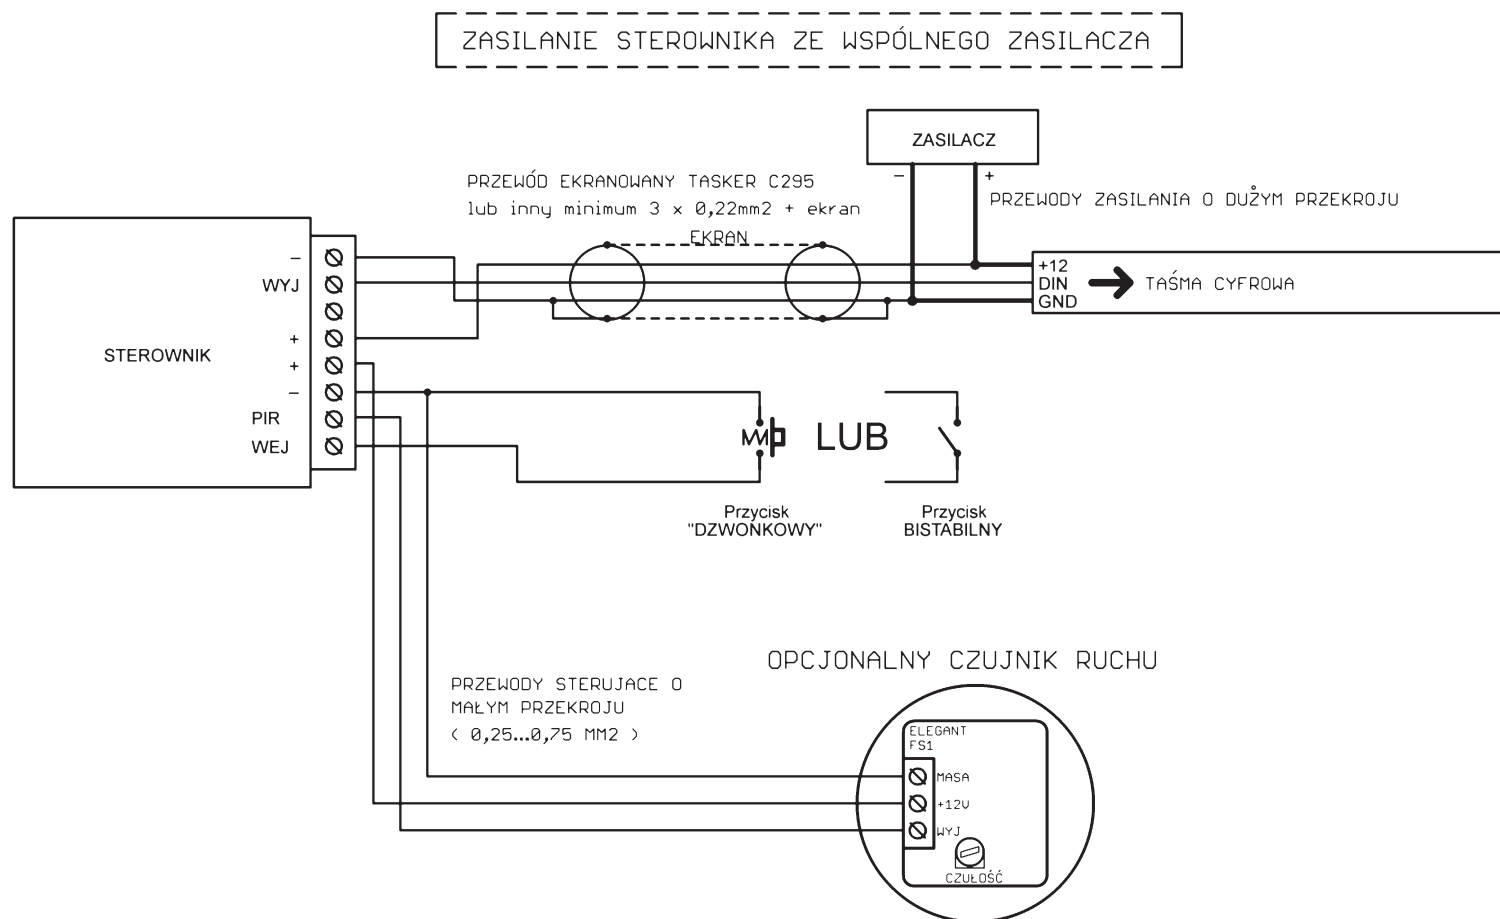 ZASILANIE STEROWNIKA ZE WSPÓLNEGO ZASILACZA
ZASILACZ
–
+
PRZEWODY ZASILANIA O DUŻYM PRZEKROJU
PRZEWÓD EKRANOWANY TASKER C295
lub inny minimum 3 x 0,22mm2 + ekran
EKRAN
+12
DIN
GND
TAŚMA CYFROWA
STEROWNIK
–
WYJ
+
+
–
PIR
WEJ
LUB
Przycisk
"DZWONKOWY"
Przycisk
BISTABILNY
OPCJONALNY CZUJNIK RUCHU
PRZEWODY STERUJACE O
MAŁYM PRZEKROJU
( 0,25...0,75 MM2 )
ELEGANT
FS1
MASA
+12V
WYJ
CZUŁOŚĆ